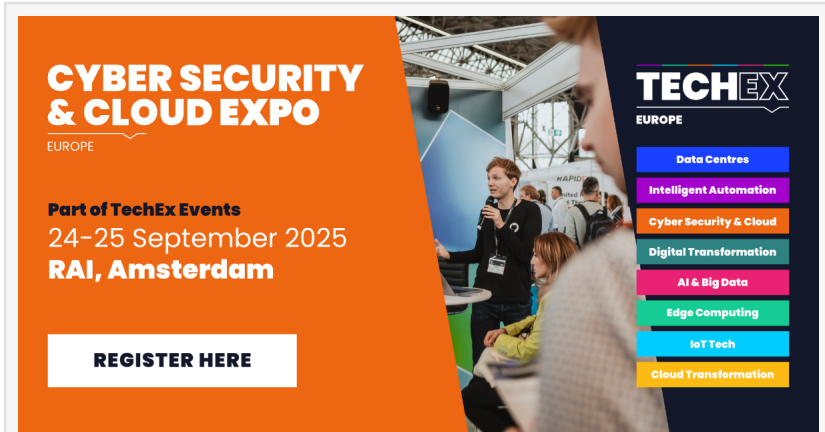 CYBER SECURITY
& CLOUD EXPO
EUROPE
Part of TechEx Events
24-25 September 2025
RAI, Amsterdam
REGISTER HERE
TECHEX
EUROPE
Data Centres
Intelligent Automation
Cyber Security & Cloud
Digital Transformation
AI & Big Data
Edge Computing
IoT Tech
Cloud Transformation